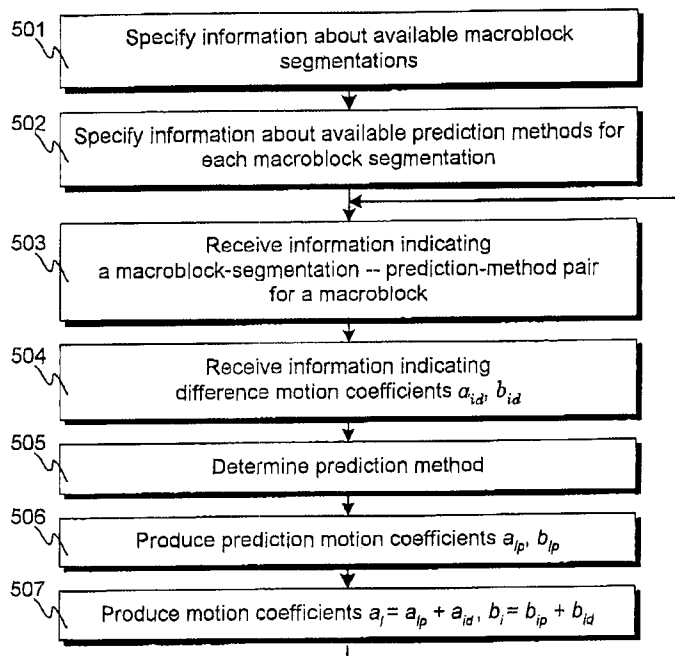 501
Specify information about available macroblock
segmentations
502
Specify information about available prediction methods for
each macroblock segmentation
503
Receive information indicating
a macroblock-segmentation -- prediction-method pair
for a macroblock
504
Receive information indicating
difference motion coefficients a_id, b_id
505
Determine prediction method
506
Produce prediction motion coefficients a_ip, b_ip
507
Produce motion coefficients a_i = a_ip + a_id, b_i = b_ip + b_id